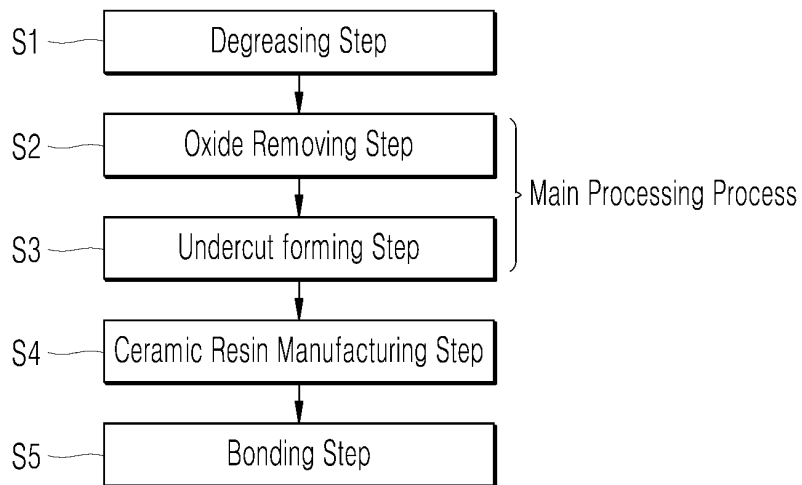 S1
Degreasing Step
S2
Oxide Removing Step
Main Processing Process
S3
Undercut forming Step
S4
Ceramic Resin Manufacturing Step
S5
Bonding Step